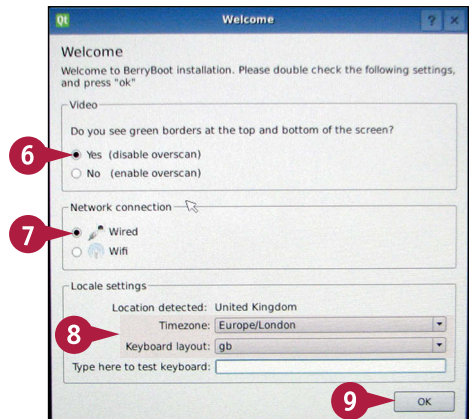 Qt Welcome ? ×
Welcome
Welcome to BerryBoot installation. Please double check the following settings,
and press "ok"
Video
Do you see green borders at the top and bottom of the screen?
6 Yes (disable overscan)
No (enable overscan)
Network connection
7 Wired
Wifi
Locale settings
Location detected: United Kingdom
Timezone: Europe/London
8
Keyboard layout: gb
Type here to test keyboard:
9 OK